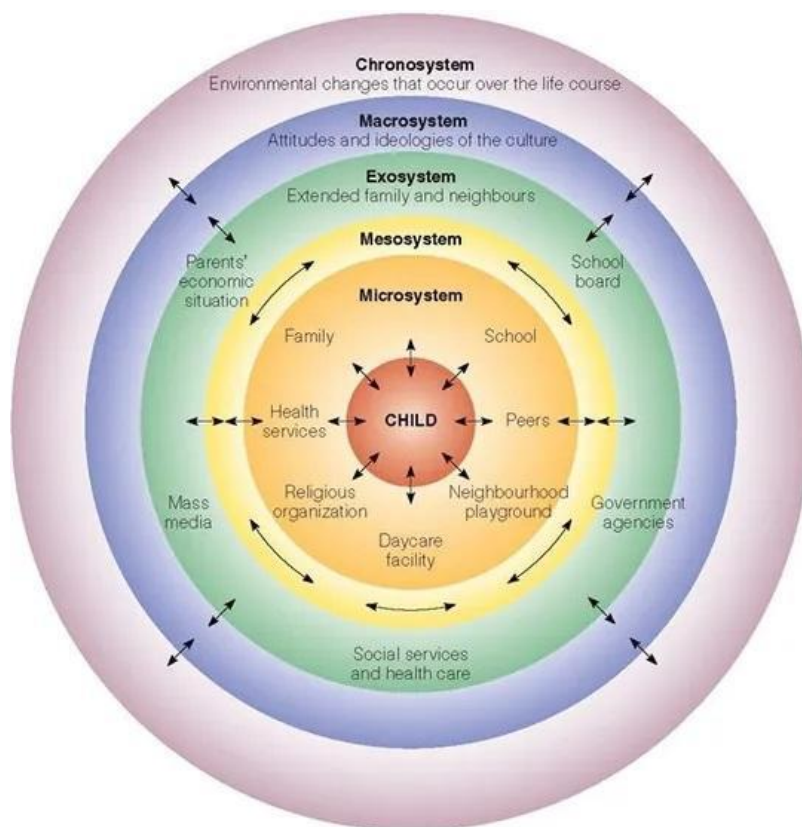 Chronosystem
Environmental changes that occur over the life course
Macrosystem
Attitudes and ideologies of the culture
Exosystem
Extended family and neighbours
Mesosystem
Parents'
economic
situation
School
board
Microsystem
Family
School
Health
services
CHILD
Peers
Religious
organization
Neighbourhood
playground
Mass
media
Government
agencies
Daycare
facility
Social services
and health care